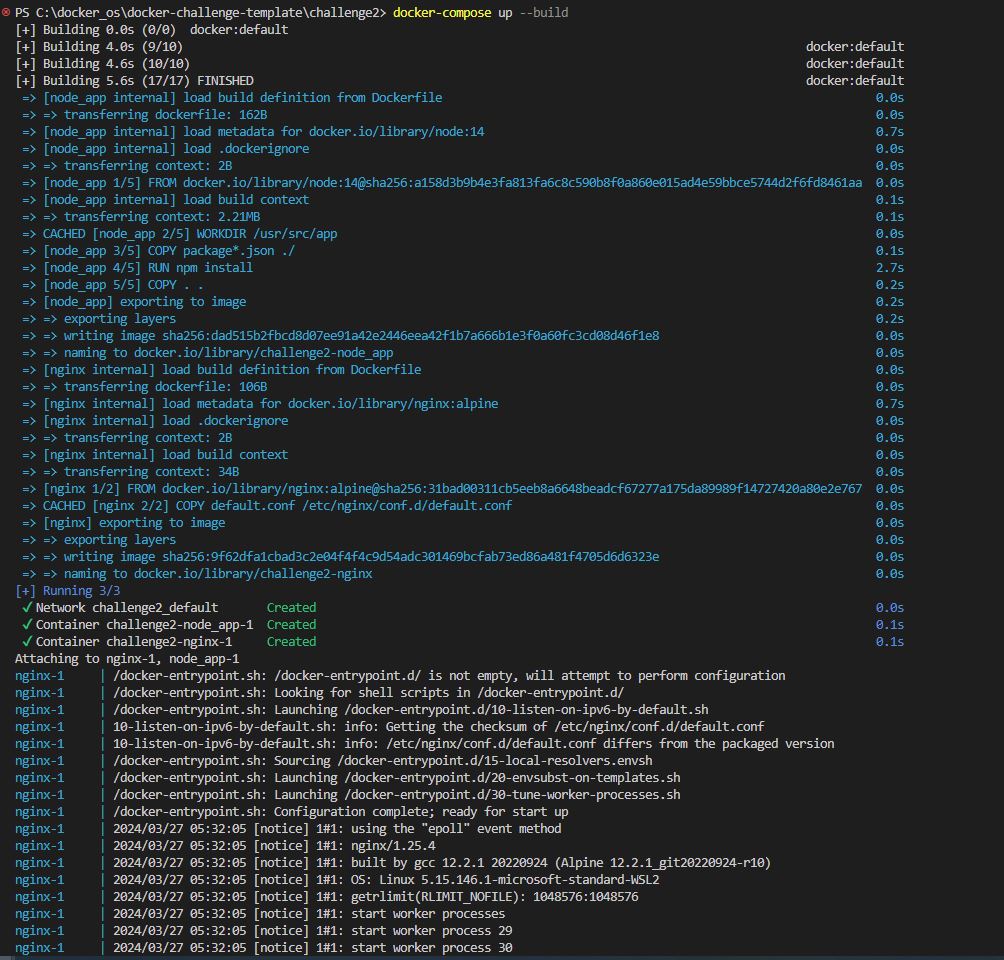 PS C:\docker_os\docker-challenge-template\challenge2> docker-compose up --build
[+] Building 0.0s (0/0)  docker:default
[+] Building 4.0s (9/10) docker:default
[+] Building 4.6s (10/10) docker:default
[+] Building 5.6s (17/17) FINISHED docker:default
=> [node_app internal] load build definition from Dockerfile 0.0s
=> => transferring dockerfile: 162B 0.0s
=> [node_app internal] load metadata for docker.io/library/node:14 0.7s
=> [node_app internal] load .dockerignore 0.0s
=> => transferring context: 2B 0.0s
=> [node_app 1/5] FROM docker.io/library/node:14@sha256:a158d3b9b4e3fa813fa6c8c590b8f0a860e015ad4e59bbce5744d2f6fd8461aa 0.0s
=> [node_app internal] load build context 0.1s
=> => transferring context: 2.21MB 0.1s
=> CACHED [node_app 2/5] WORKDIR /usr/src/app 0.0s
=> [node_app 3/5] COPY package*.json ./ 0.1s
=> [node_app 4/5] RUN npm install 2.7s
=> [node_app 5/5] COPY . . 0.2s
=> [node_app] exporting to image 0.2s
=> => exporting layers 0.2s
=> => writing image sha256:dad515b2fbcd8d07ee91a42e2446eea42f1b7a666b1e3f0a60fc3cd08d46f1e8 0.0s
=> => naming to docker.io/library/challenge2-node_app 0.0s
=> [nginx internal] load build definition from Dockerfile 0.0s
=> => transferring dockerfile: 106B 0.0s
=> [nginx internal] load metadata for docker.io/library/nginx:alpine 0.7s
=> [nginx internal] load .dockerignore 0.0s
=> => transferring context: 2B 0.0s
=> [nginx internal] load build context 0.0s
=> => transferring context: 34B 0.0s
=> [nginx 1/2] FROM docker.io/library/nginx:alpine@sha256:31bad00311cb5eeb8a6648beadcf67277a175da89989f14727420a80e2e767 0.0s
=> CACHED [nginx 2/2] COPY default.conf /etc/nginx/conf.d/default.conf 0.0s
=> [nginx] exporting to image 0.0s
=> => exporting layers 0.0s
=> => writing image sha256:9f62dfa1cbad3c2e04f4f4c9d54adc301469bcfab73ed86a481f4705d6d6323e 0.0s
=> => naming to docker.io/library/challenge2-nginx 0.0s
[+] Running 3/3
✓ Network challenge2_default Created 0.0s
✓ Container challenge2-node_app-1 Created 0.1s
✓ Container challenge2-nginx-1 Created 0.1s
Attaching to nginx-1, node_app-1
nginx-1 | /docker-entrypoint.sh: /docker-entrypoint.d/ is not empty, will attempt to perform configuration
nginx-1 | /docker-entrypoint.sh: Looking for shell scripts in /docker-entrypoint.d/
nginx-1 | /docker-entrypoint.sh: Launching /docker-entrypoint.d/10-listen-on-ipv6-by-default.sh
nginx-1 | 10-listen-on-ipv6-by-default.sh: info: Getting the checksum of /etc/nginx/conf.d/default.conf
nginx-1 | 10-listen-on-ipv6-by-default.sh: info: /etc/nginx/conf.d/default.conf differs from the packaged version
nginx-1 | /docker-entrypoint.sh: Sourcing /docker-entrypoint.d/15-local-resolvers.envsh
nginx-1 | /docker-entrypoint.sh: Launching /docker-entrypoint.d/20-envsubst-on-templates.sh
nginx-1 | /docker-entrypoint.sh: Launching /docker-entrypoint.d/30-tune-worker-processes.sh
nginx-1 | /docker-entrypoint.sh: Configuration complete; ready for start up
nginx-1 | 2024/03/27 05:32:05 [notice] 1#1: using the "epoll" event method
nginx-1 | 2024/03/27 05:32:05 [notice] 1#1: nginx/1.25.4
nginx-1 | 2024/03/27 05:32:05 [notice] 1#1: built by gcc 12.2.1 20220924 (Alpine 12.2.1_git20220924-r10)
nginx-1 | 2024/03/27 05:32:05 [notice] 1#1: OS: Linux 5.15.146.1-microsoft-standard-WSL2
nginx-1 | 2024/03/27 05:32:05 [notice] 1#1: getrlimit(RLIMIT_NOFILE): 1048576:1048576
nginx-1 | 2024/03/27 05:32:05 [notice] 1#1: start worker processes
nginx-1 | 2024/03/27 05:32:05 [notice] 1#1: start worker process 29
nginx-1 | 2024/03/27 05:32:05 [notice] 1#1: start worker process 30